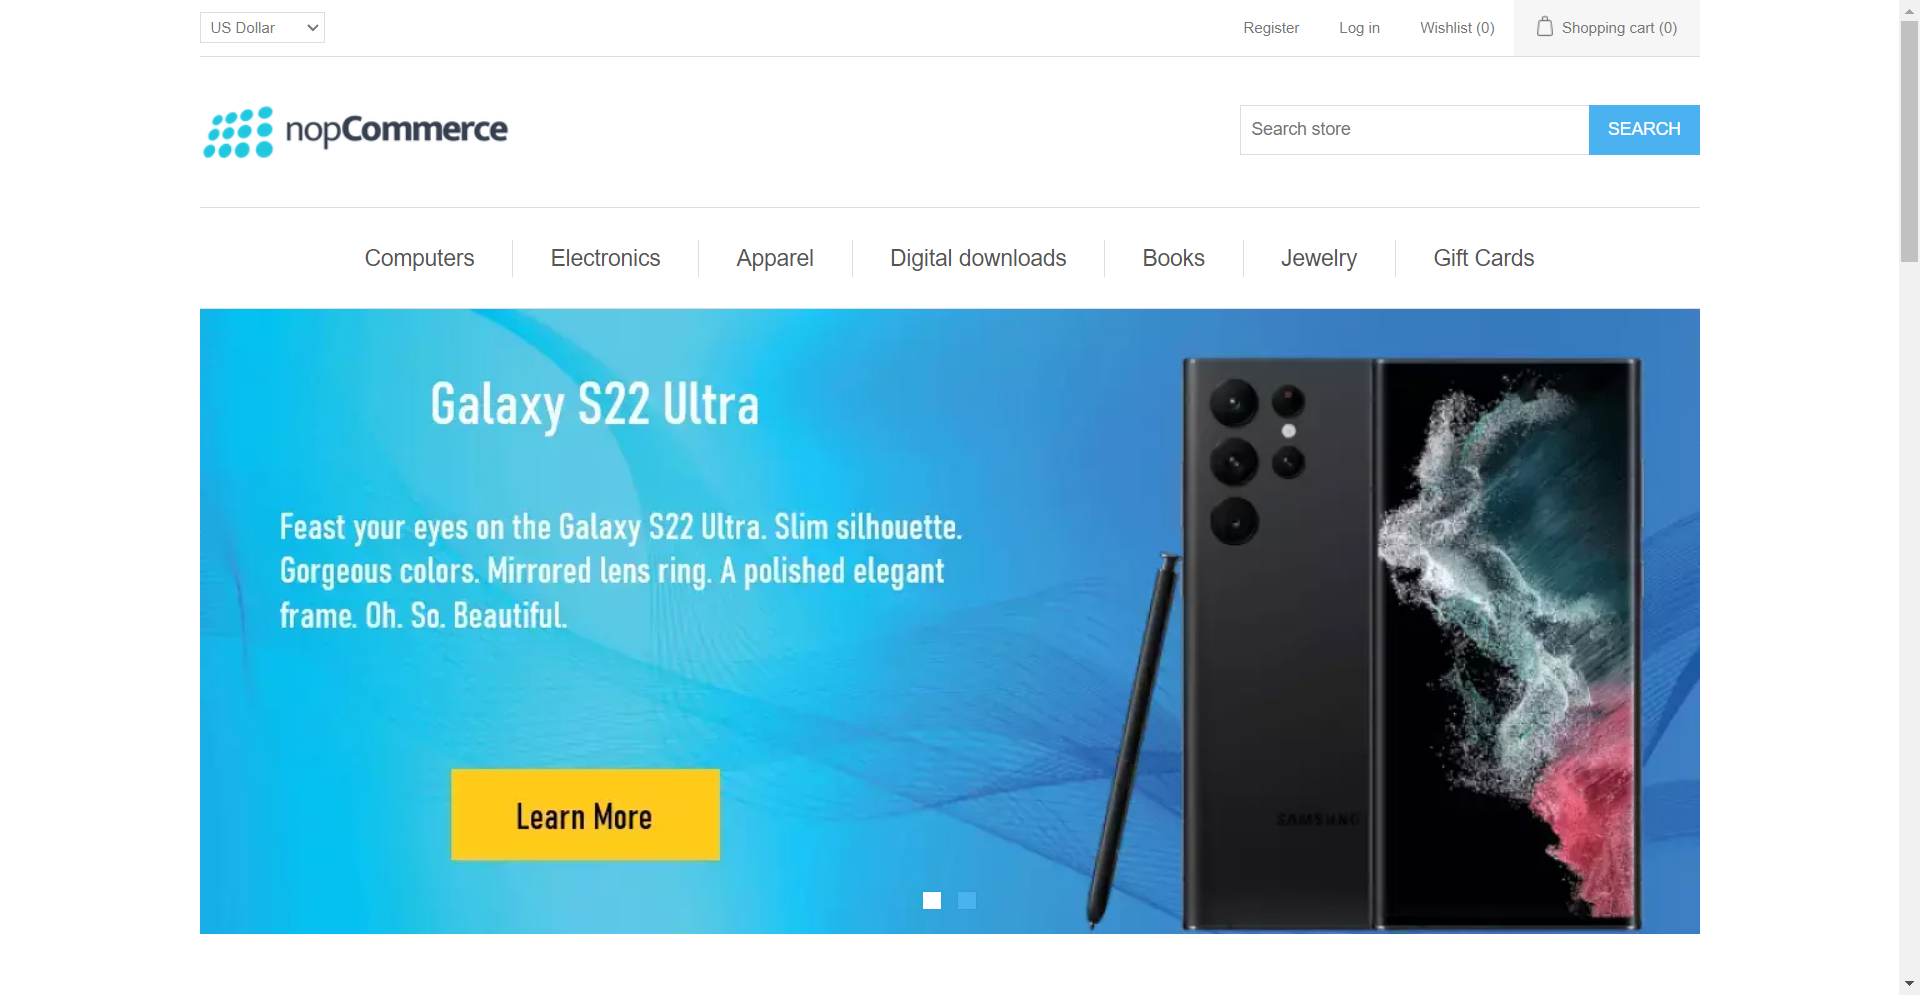 US Dollar
Register
Log in
Wishlist (0)
Shopping cart (0)
nopCommerce
Search store
SEARCH
Computers
Electronics
Apparel
Digital downloads
Books
Jewelry
Gift Cards
Galaxy S22 Ultra
Feast your eyes on the Galaxy S22 Ultra. Slim silhouette.
Gorgeous colors. Mirrored lens ring. A polished elegant
frame. Oh. So. Beautiful.
Learn More
SAMSUNG